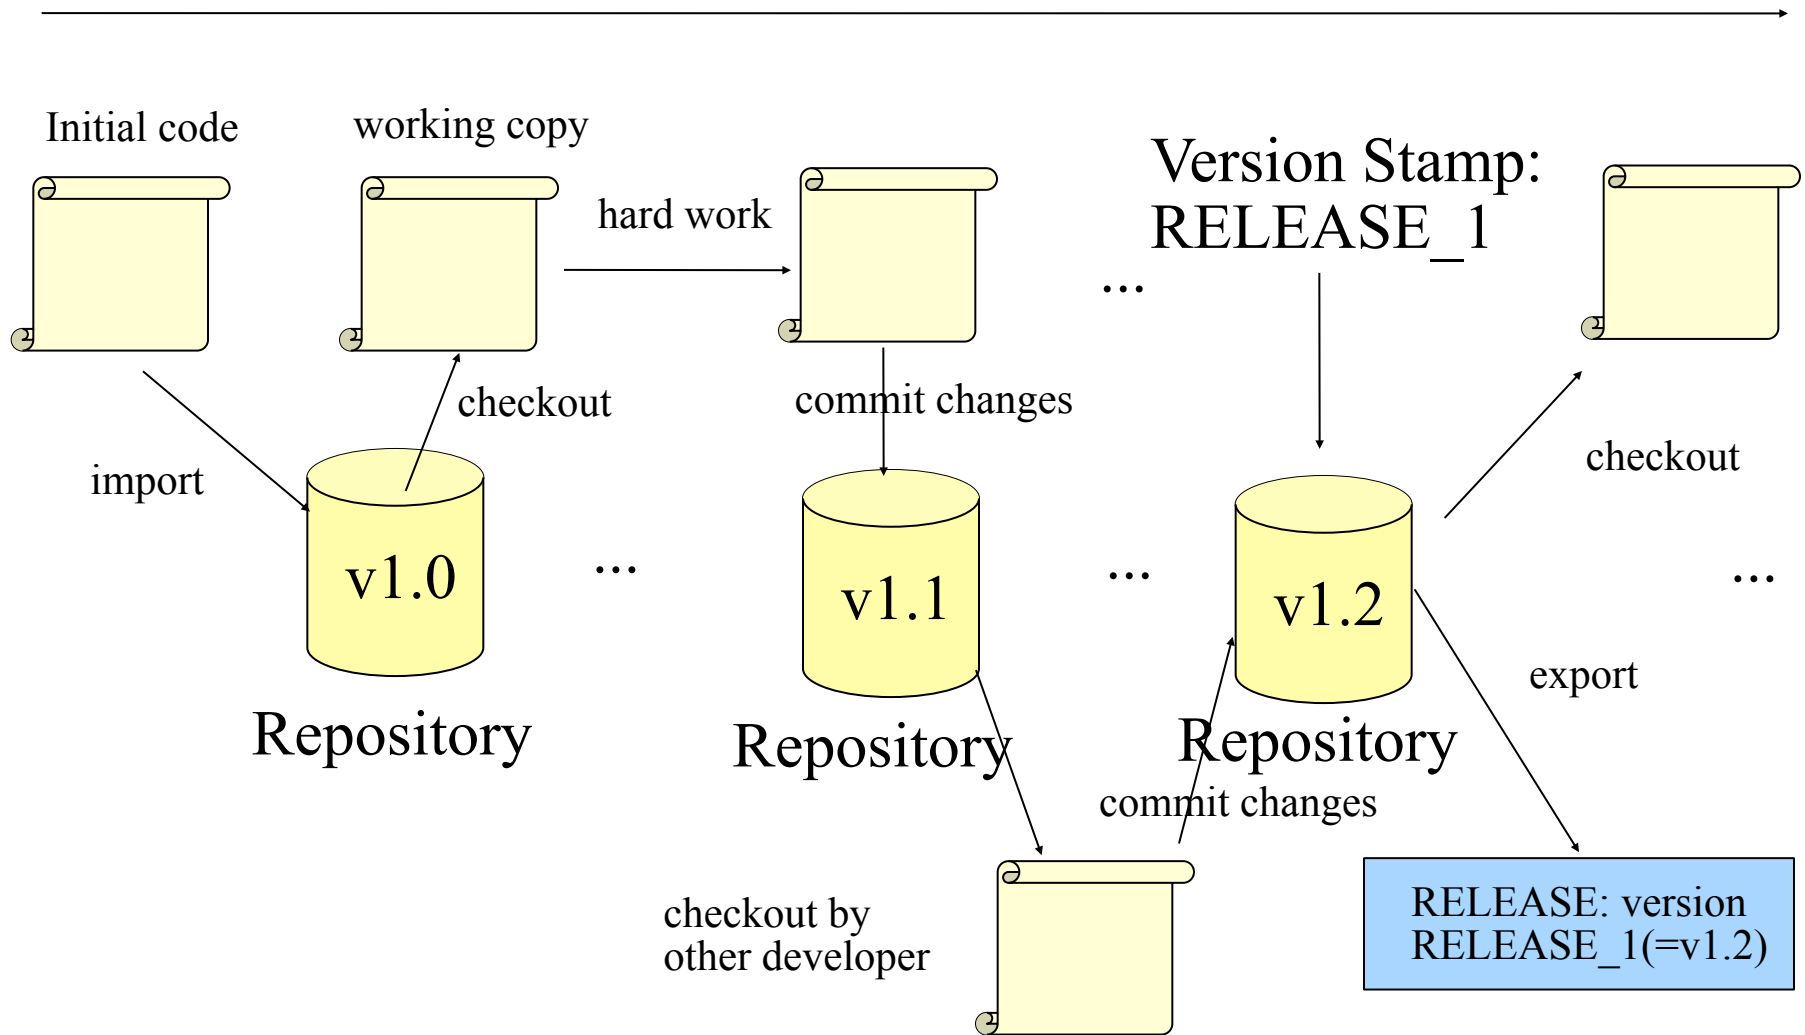 Initial code
working copy
hard work
Version Stamp:
RELEASE_1
...
checkout
commit changes
import
checkout
v1.0
...
v1.1
...
v1.2
...
export
Repository
Repository
Repository
commit changes
checkout by
other developer
RELEASE: version
RELEASE_1(=v1.2)